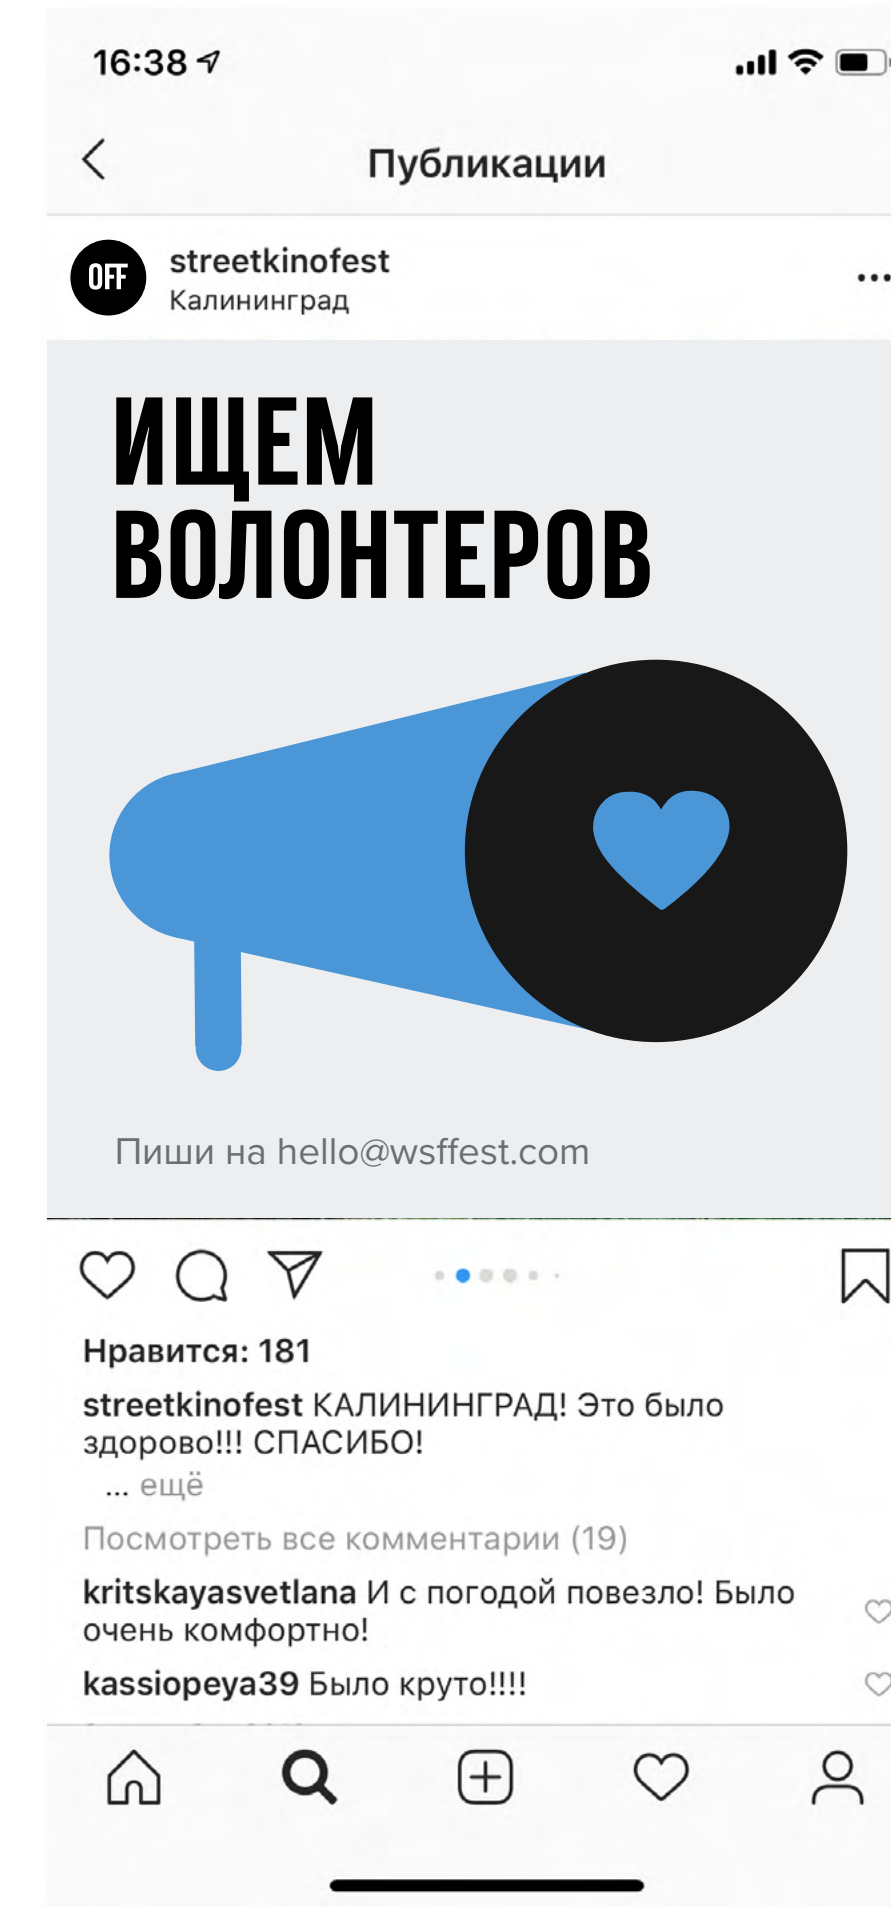 16:38
Публикации
OFF
streetkinofest
Калининград
ИЩЕМ
ВОЛОНТЕРОВ
Пиши на hello@wsffest.com
Нравится: 181
streetkinofest КАЛИНИНГРАД! Это было
здорово!!! СПАСИБО!
... ещё
Посмотреть все комментарии (19)
kritskayasvetlana И с погодой повезло! Было
очень комфортно!
kassiopeya39 Было круто!!!!